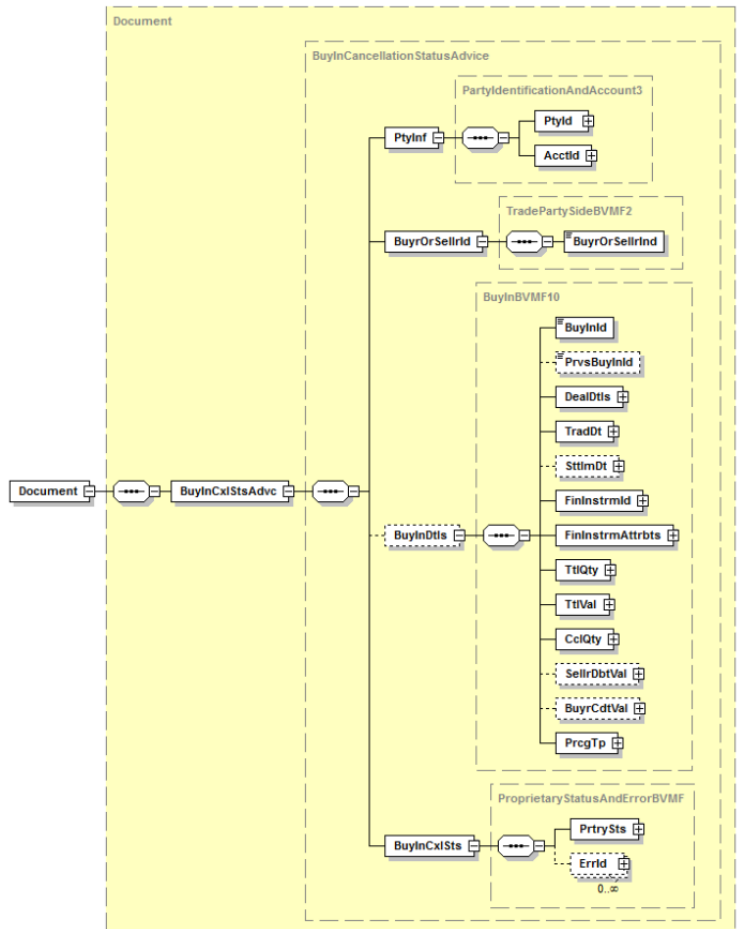 Document
BuyInCancellationStatusAdvice
PartyIdentificationAndAccount3
PtyInf
PtyId
AcctId
TradePartySideBVMF2
BuyrOrSellrId
BuyrOrSellrInd
BuyInBVMF10
BuyInId
PrvsBuyInId
DealDtls
TradDt
SttlmDt
Document
BuyInCxlStsAdvc
FinInstrmId
BuyInDtls
FinInstrmAttrbts
TtlQty
TtlVal
CclQty
SellrDbtVal
BuyrCdtVal
PrcgTp
ProprietaryStatusAndErrorBVMF
BuyInCxlSts
PrtrySts
ErrId
0..∞